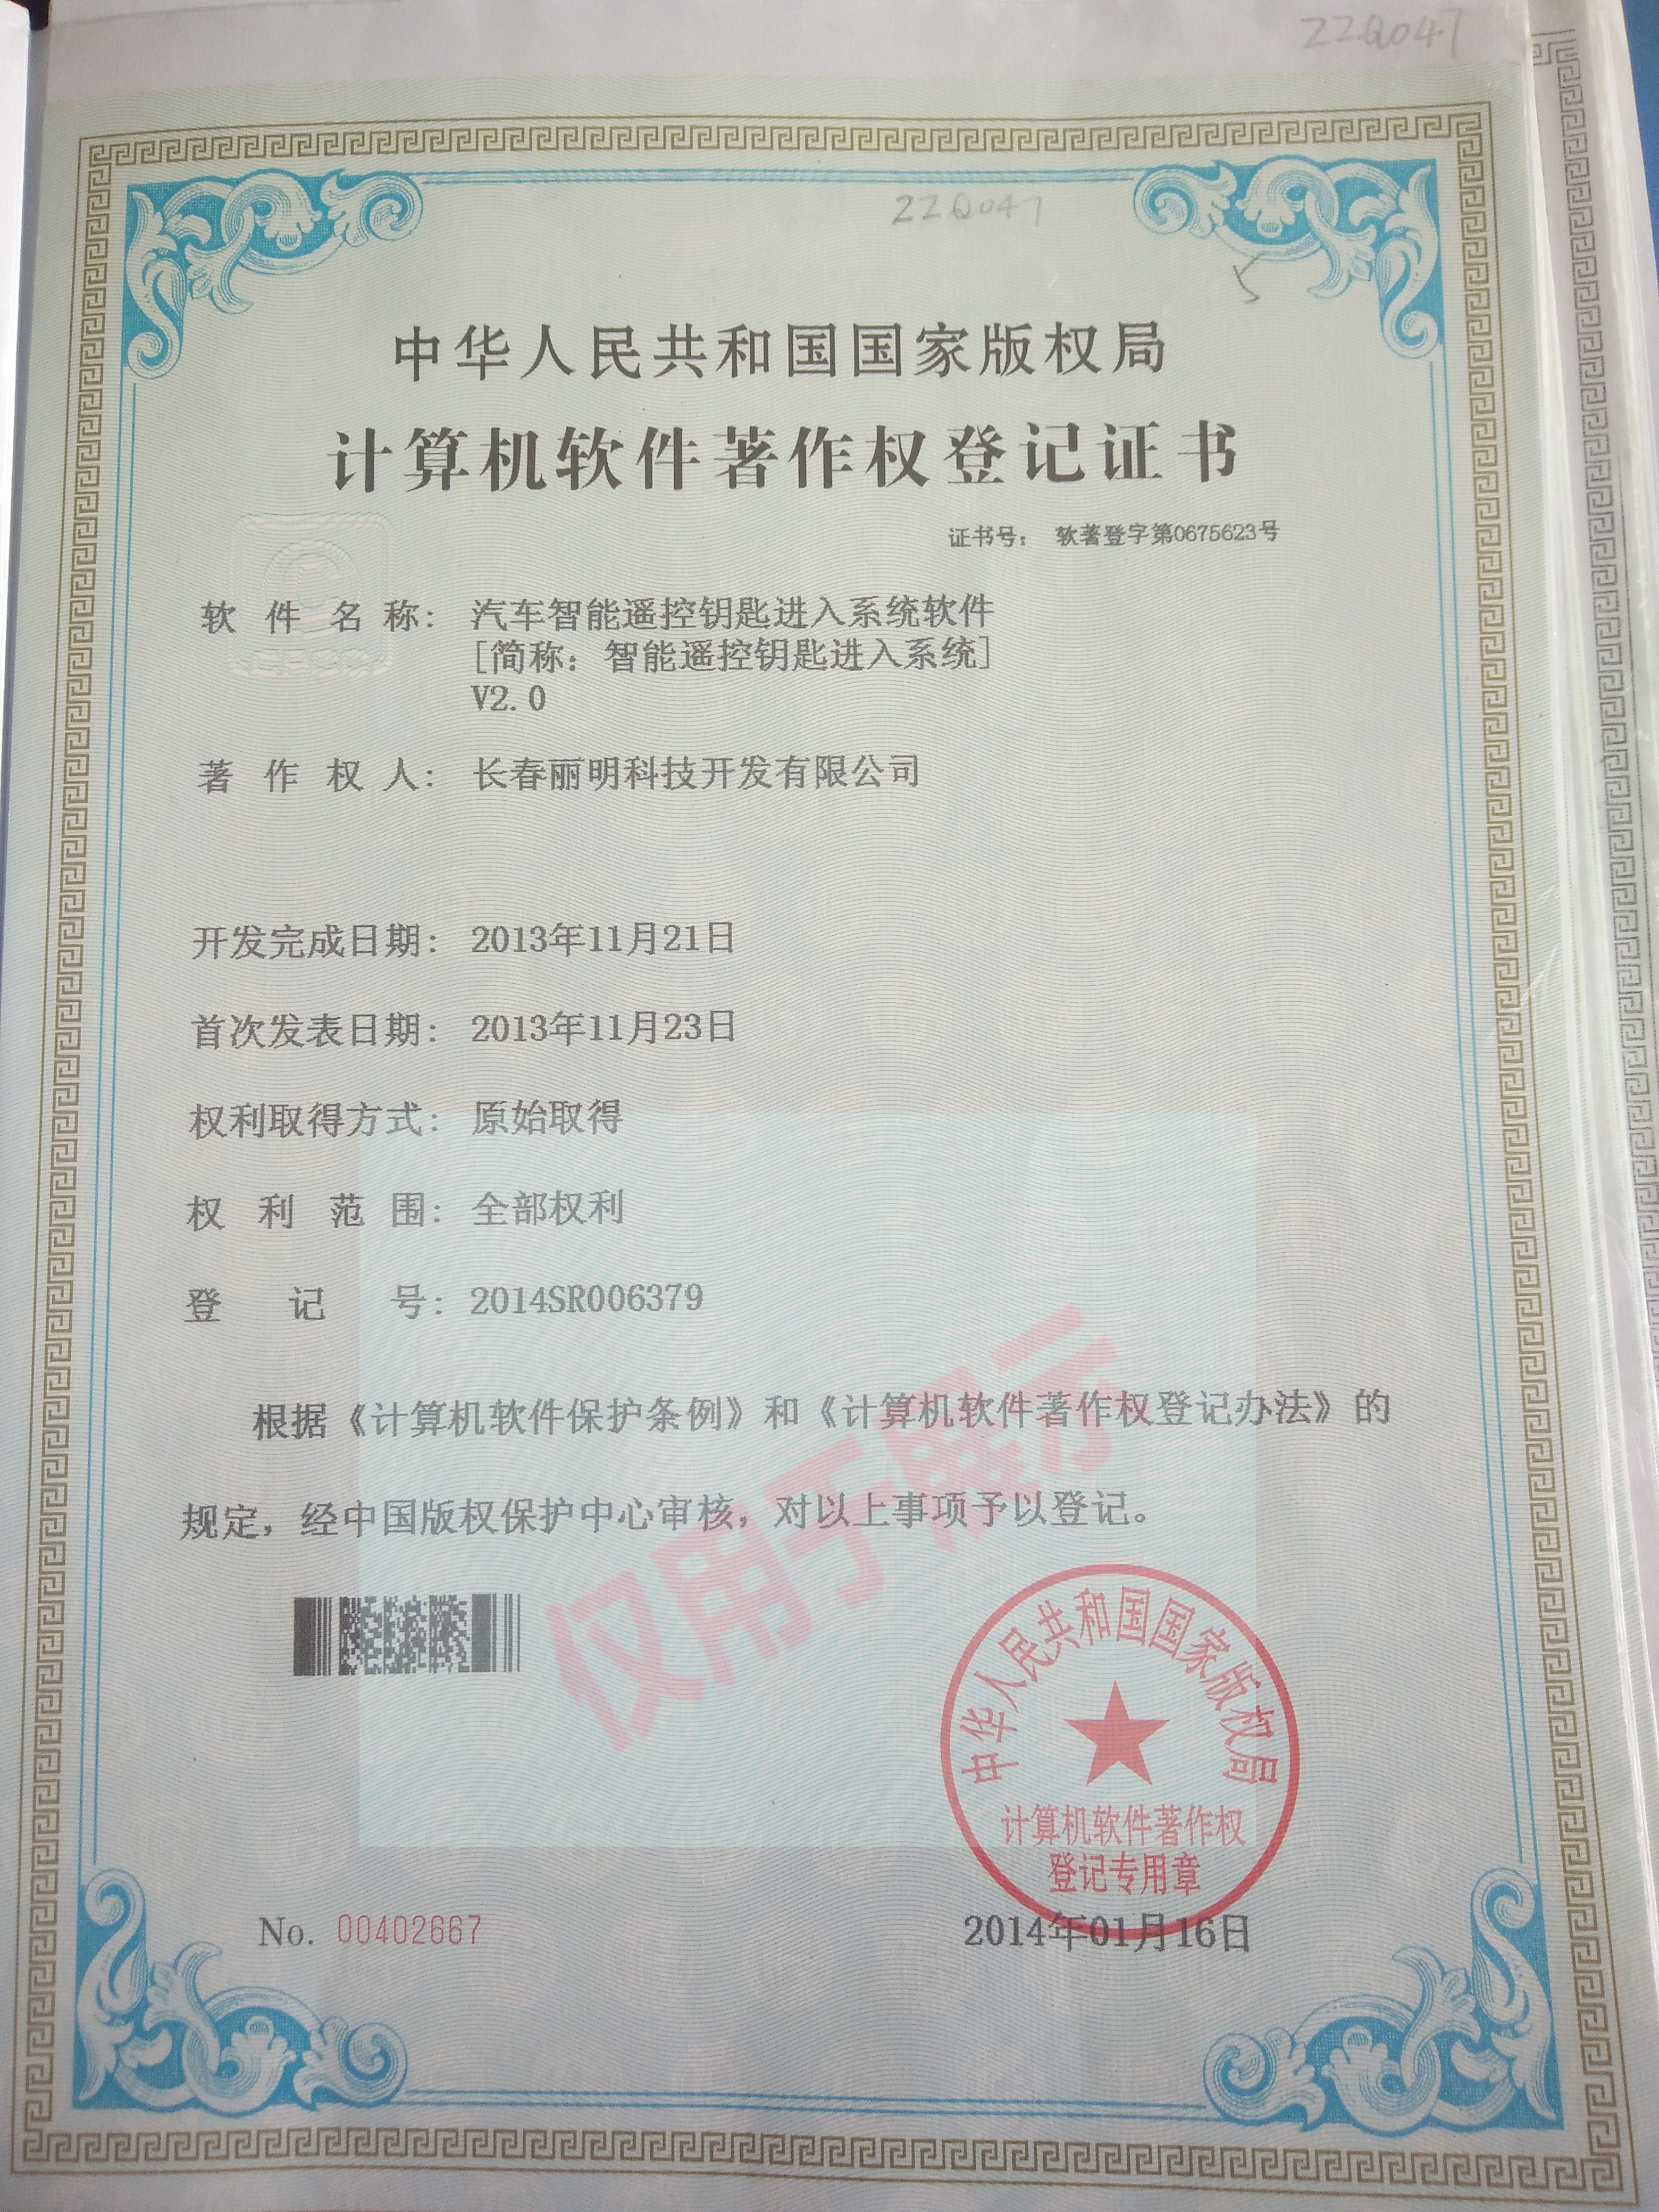 ZZQ047
ZZQ047
5
中华人民共和国国家版权局
计算机软件著作权登记证书
证书号： 软著登字第0675623号
软件名称： 汽车智能遥控钥匙进入系统软件
[简称：智能遥控钥匙进入系统]
V2.0
著作权人： 长春丽明科技开发有限公司
开发完成日期： 2013年11月21日
首次发表日期： 2013年11月23日
权利取得方式： 原始取得
权利范围： 全部权利
登记号： 2014SR006379
根据《计算机软件保护条例》和《计算机软件著作权登记办法》的
规定，经中国版权保护中心审核，对以上事项予以登记。
仅用于展示
中华人民共和国国家版权局
计算机软件著作权
登记专用章
No. 00402667
2014年01月16日